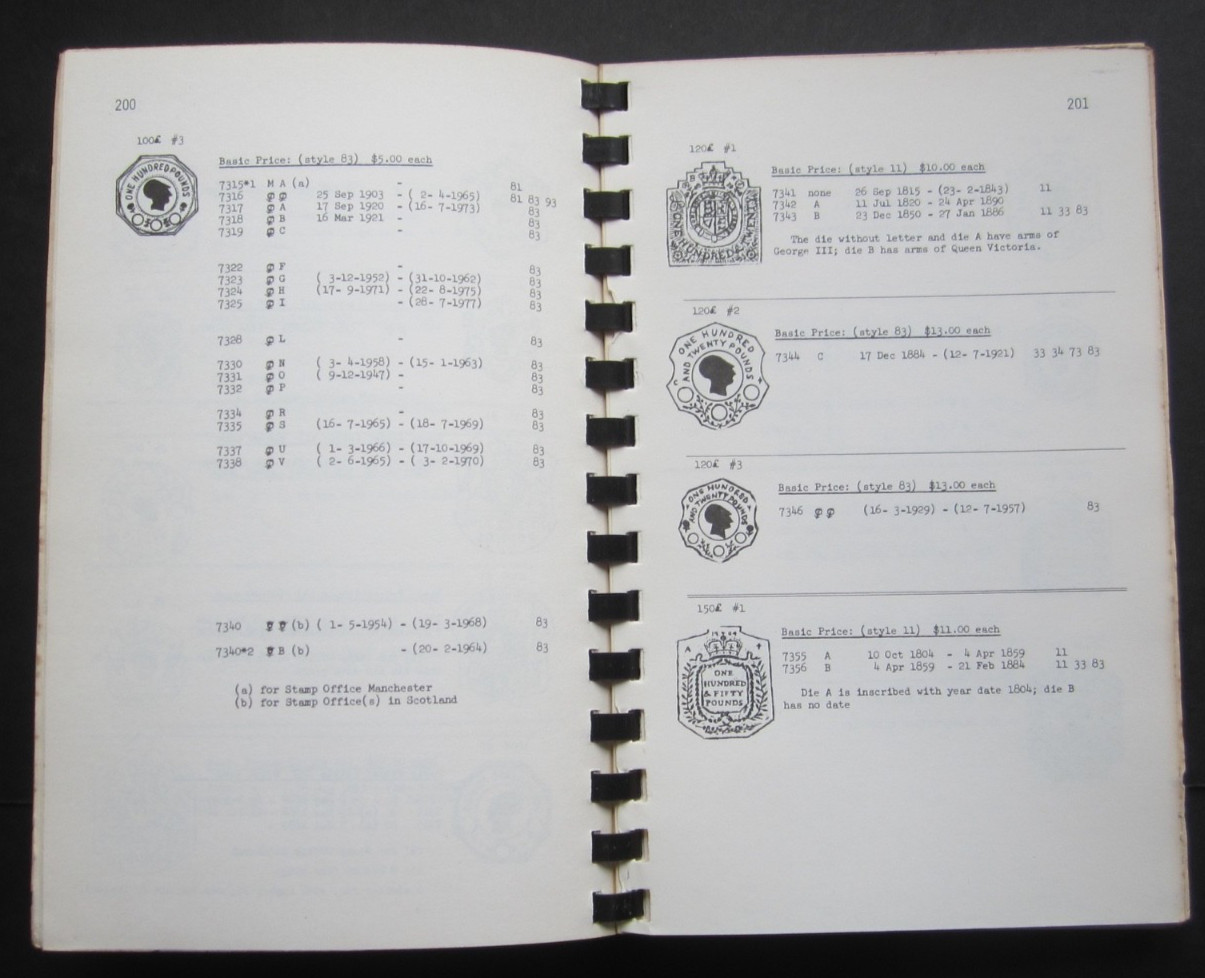 200
100£ #3
ONE HUNDRED POUNDS
Basic Price: (style 83) $5.00 each
7315*1 M A (a) - 81
7316 25 Sep 1903 - ( 2- 4-1965) 81 83 93
7317 A 17 Sep 1920 - (16- 7-1973) 83
7318 B 16 Mar 1921 - 83
7319 C - 83
7322 F - 83
7323 G ( 3-12-1952) - (31-10-1962) 83
7324 H (17- 9-1971) - (22- 8-1975) 83
7325 I - (28- 7-1977) 83
7328 L - 83
7330 N ( 3- 4-1958) - (15- 1-1963) 83
7331 O ( 9-12-1947) - 83
7332 P - 83
7334 R - 83
7335 S (16- 7-1965) - (18- 7-1969) 83
7337 U ( 1- 3-1966) - (17-10-1969) 83
7338 V ( 2- 6-1965) - ( 3- 2-1970) 83
7340 (b) ( 1- 5-1954) - (19- 3-1968) 83
7340*2 B (b) - (20- 2-1964) 83
(a) for Stamp Office Manchester
(b) for Stamp Office(s) in Scotland
201
120£ #1
ONE HUNDRED & TWENTY
Basic Price: (style 11) $10.00 each
7341 none 26 Sep 1815 - (23- 2-1843) 11
7342 A 11 Jul 1820 - 24 Apr 1890
7343 B 23 Dec 1850 - 27 Jan 1886 11 33 83
The die without letter and die A have arms of
George III; die B has arms of Queen Victoria.
120£ #2
ONE HUNDRED
AND TWENTY POUNDS
Basic Price: (style 83) $13.00 each
7344 C 17 Dec 1884 - (12- 7-1921) 33 34 73 83
120£ #3
ONE HUNDRED
AND TWENTY POUNDS
Basic Price: (style 83) $13.00 each
7346 (16- 3-1929) - (12- 7-1957) 83
150£ #1
ONE
HUNDRED
& FIFTY
POUNDS
Basic Price: (style 11) $11.00 each
7355 A 10 Oct 1804 - 4 Apr 1859 11
7356 B 4 Apr 1859 - 21 Feb 1884 11 33 83
Die A is inscribed with year date 1804; die B
has no date